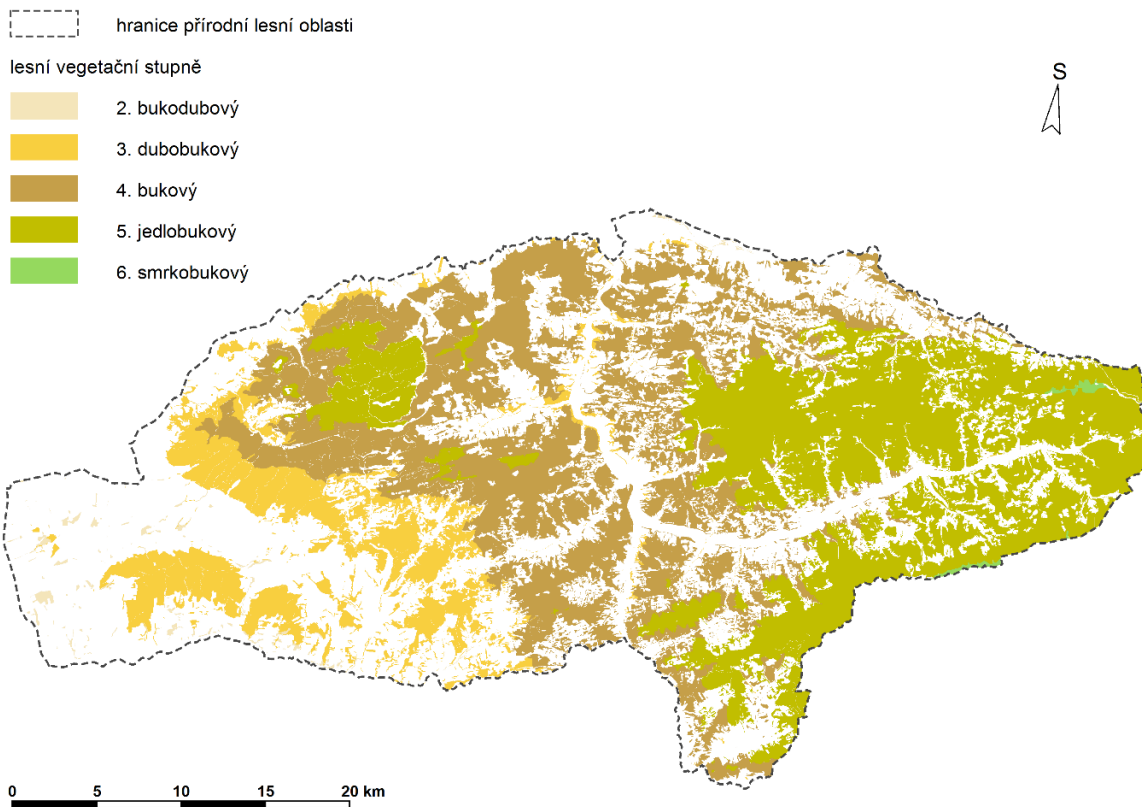 hranice přírodní lesní oblasti
lesní vegetační stupně
2. bukodubový
3. dubobukový
4. bukový
5. jedlobukový
6. smrkobukový
S
0 5 10 15 20 km